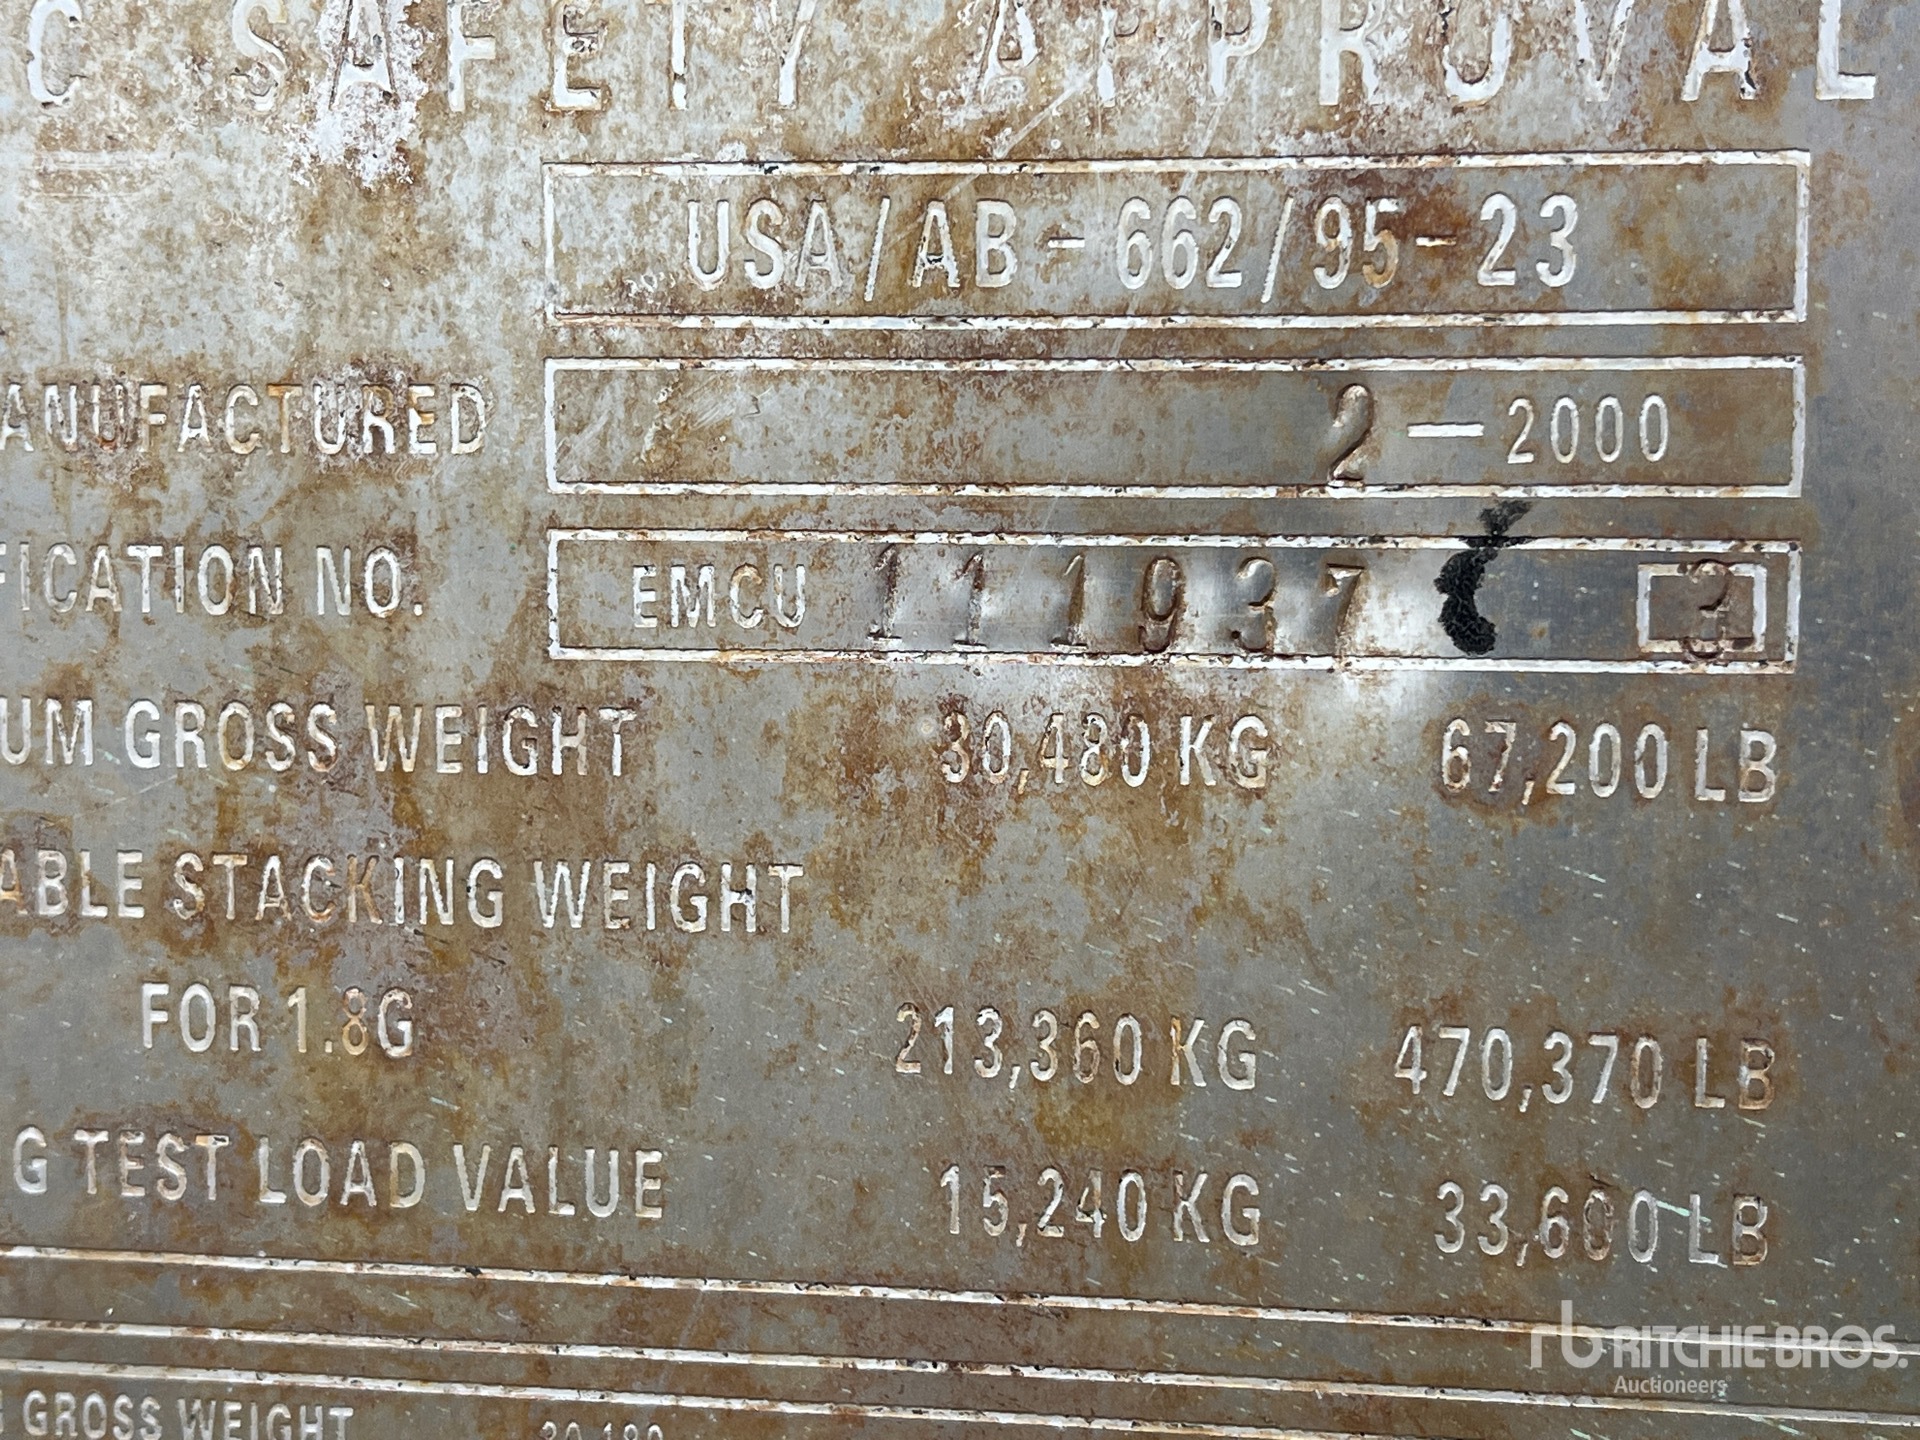 C SAFETY APPROVAL
USA/AB-662/95-23
ANUFACTURED 2-2000
FICATION NO. EMCU 111937 3
UM GROSS WEIGHT 30,480 KG 67,200 LB
ABLE STACKING WEIGHT
FOR 1.8G 213,360 KG 470,370 LB
G TEST LOAD VALUE 15,240 KG 33,600 LB
GROSS WEIGHT
rb RITCHIE BROS.
Auctioneers